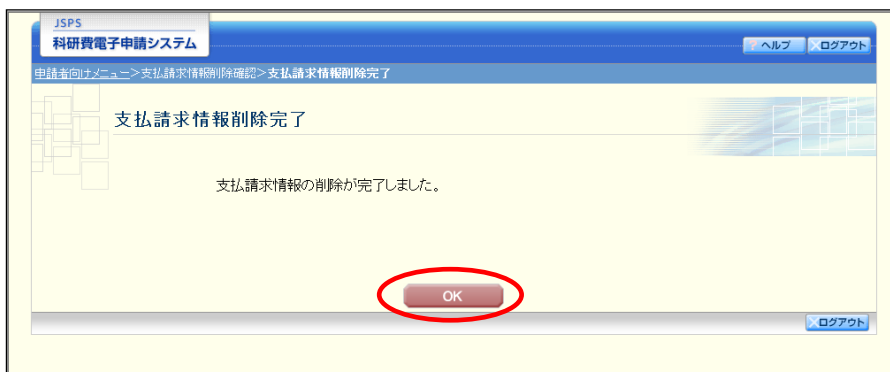 JSPS
科研費電子申請システム
ヘルプ
ログアウト
申請者向けメニュー>支払請求情報削除確認>支払請求情報削除完了
支払請求情報削除完了
支払請求情報の削除が完了しました。
OK
ログアウト